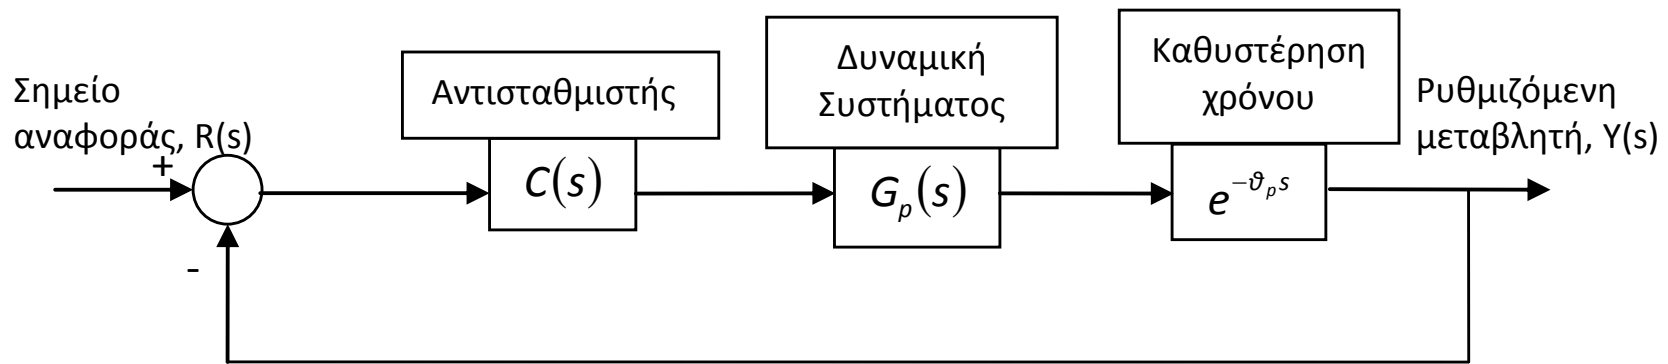 Σημείο
αναφοράς, R(s)
+
-
Αντισταθμιστής
C(s)
Δυναμική
Συστήματος
G_p(s)
Καθυστέρηση
χρόνου
e^{-ϑ_p s}
Ρυθμιζόμενη
μεταβλητή, Y(s)